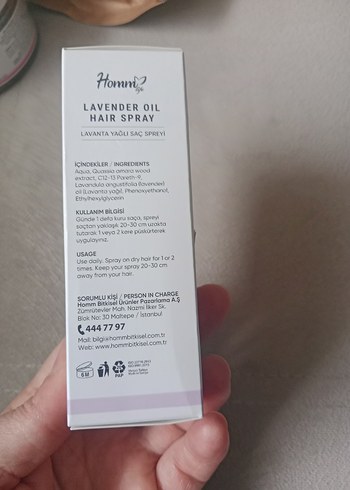 Homm
life
LAVENDER OIL
HAIR SPRAY
LAVANTA YAĞLI SAÇ SPREYİ
İÇİNDEKİLER / INGREDIENTS
Aqua, Quassia amara wood
extract, C12-13 Pareth-9,
Lavandula angustifolia (lavender)
oil (Lavanta yağı), Phenoxyethanol,
Ethylhexylglycerin
KULLANIM BİLGİSİ
Günde 1 defa kuru saça, spreyi
saçtan yaklaşık 20-30 cm uzakta
tutarak 1 veya 2 kere püskürterek
uygulayınız.
USAGE
Use daily. Spray on dry hair for 1 or 2
times. Keep your spray 20-30 cm
away from your hair.
SORUMLU KİŞİ / PERSON IN CHARGE
Homm Bitkisel Ürünler Pazarlama A.Ş
Zümrütevler Mah. Nazmi İlker Sk.
Blok No: 30 Maltepe / İstanbul
444 77 97
Mail: bilgi@hommbitkisel.com.tr
Web: www.hommbitkisel.com.tr
PAP